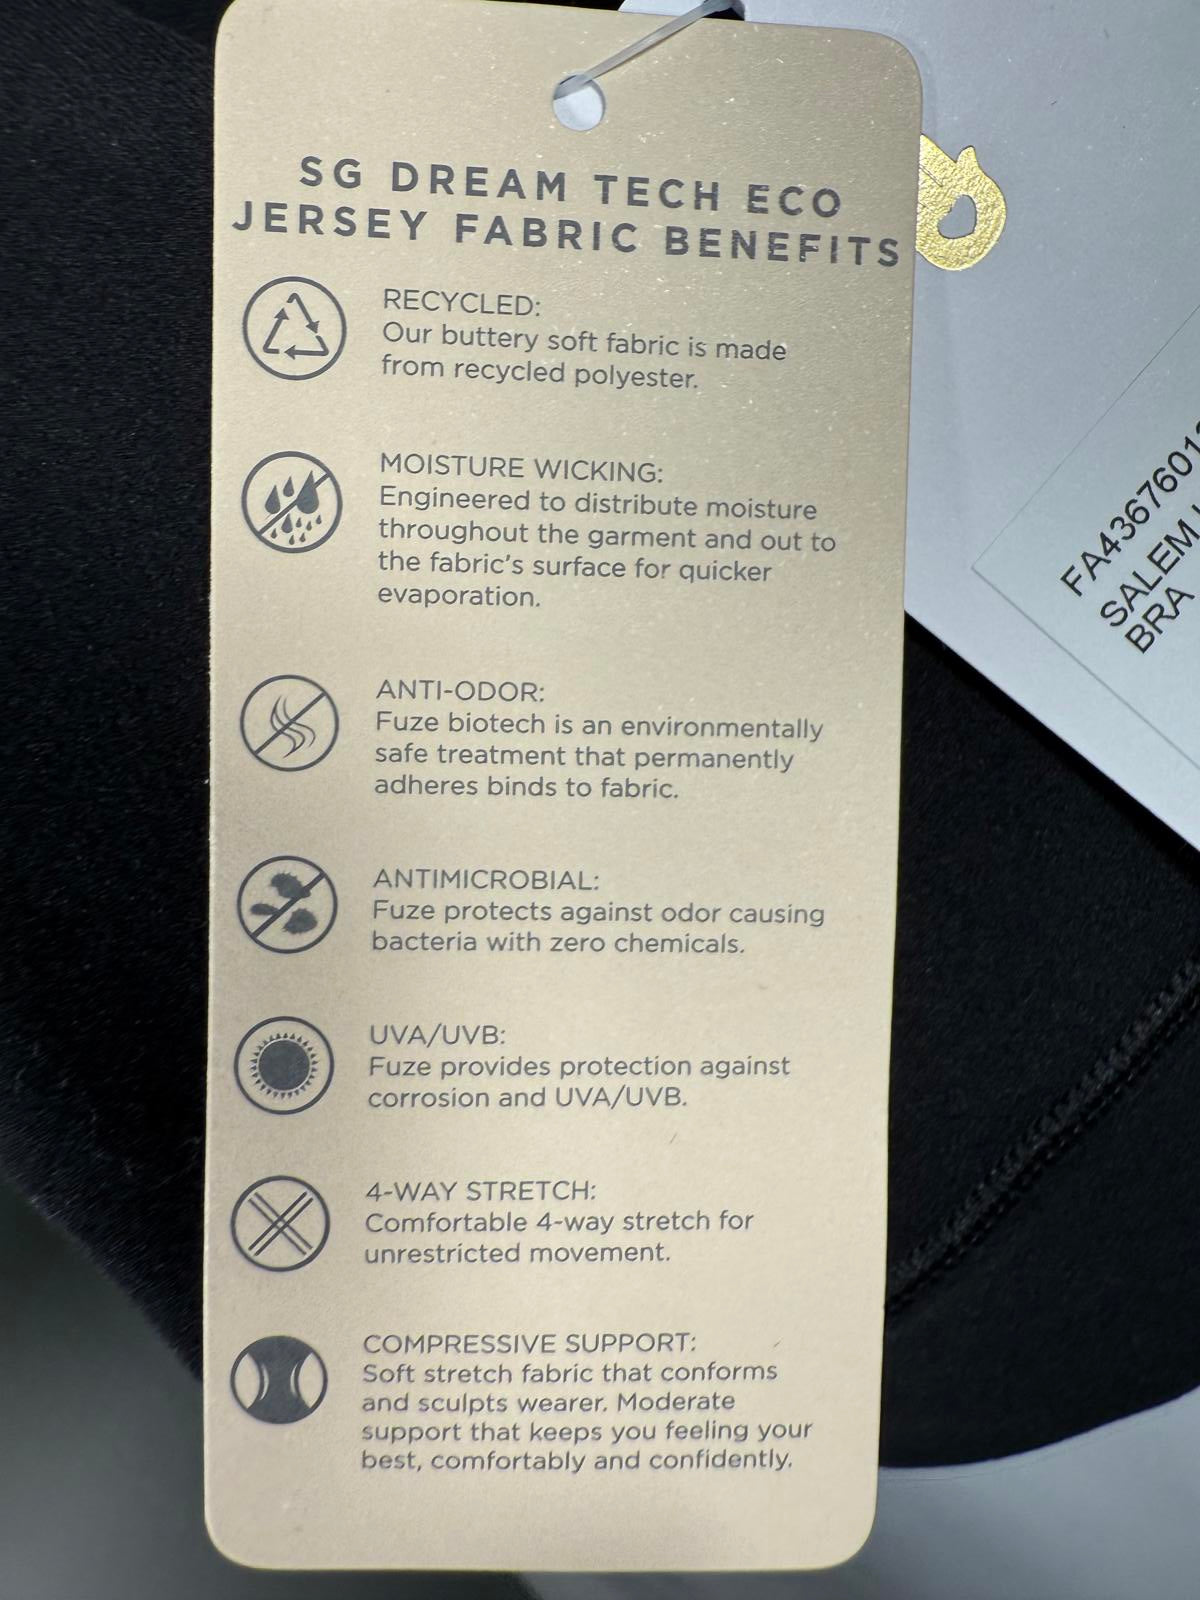 SG DREAM TECH ECO
JERSEY FABRIC BENEFITS
RECYCLED:
Our buttery soft fabric is made
from recycled polyester.
MOISTURE WICKING:
Engineered to distribute moisture
throughout the garment and out to
the fabric's surface for quicker
evaporation.
ANTI-ODOR:
Fuze biotech is an environmentally
safe treatment that permanently
adheres binds to fabric.
ANTIMICROBIAL:
Fuze protects against odor causing
bacteria with zero chemicals.
UVA/UVB:
Fuze provides protection against
corrosion and UVA/UVB.
4-WAY STRETCH:
Comfortable 4-way stretch for
unrestricted movement.
COMPRESSIVE SUPPORT:
Soft stretch fabric that conforms
and sculpts wearer. Moderate
support that keeps you feeling your
best, comfortably and confidently.
SALEM
BRA